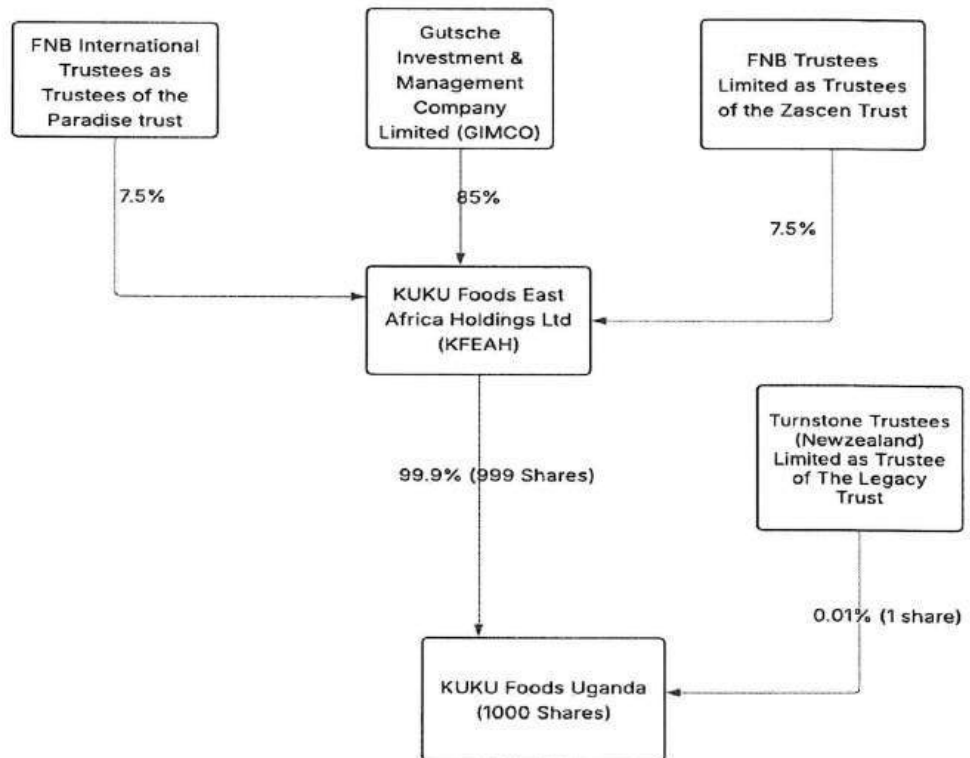 FNB International
Trustees as
Trustees of the
Paradise trust
Gutsche
Investment &
Management
Company
Limited (GIMCO)
FNB Trustees
Limited as Trustees
of the Zascen Trust
7.5%
85%
7.5%
KUKU Foods East
Africa Holdings Ltd
(KFEAH)
Turnstone Trustees
(Newzealand)
Limited as Trustee
of The Legacy
Trust
99.9% (999 Shares)
0.01% (1 share)
KUKU Foods Uganda
(1000 Shares)